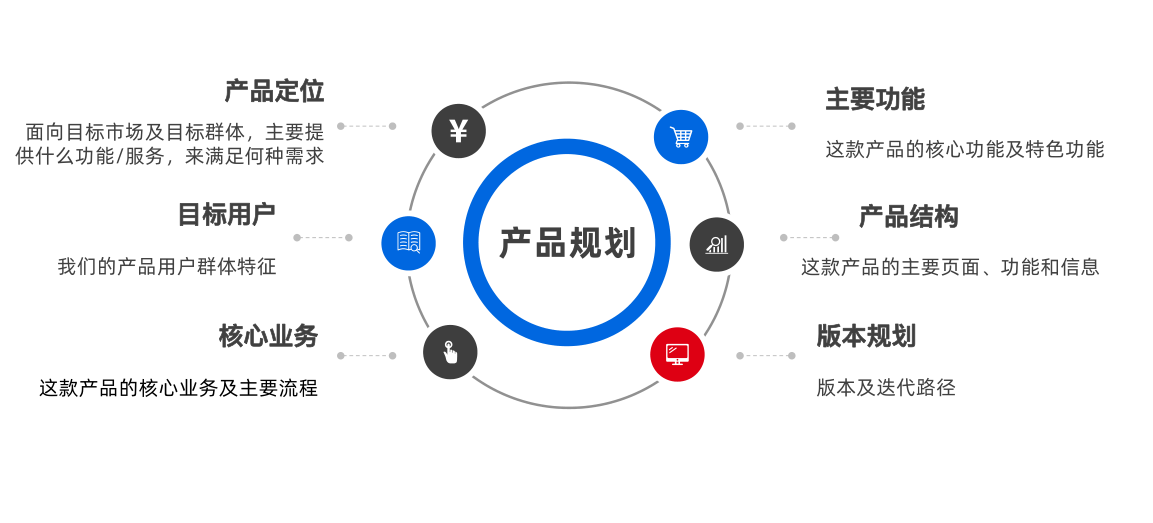 产品定位
面向目标市场及目标群体，主要提
供什么功能/服务，来满足何种需求
目标用户
我们的产品用户群体特征
核心业务
这款产品的核心业务及主要流程
¥
产品规划
主要功能
这款产品的核心功能及特色功能
产品结构
这款产品的主要页面、功能和信息
版本规划
版本及迭代路径